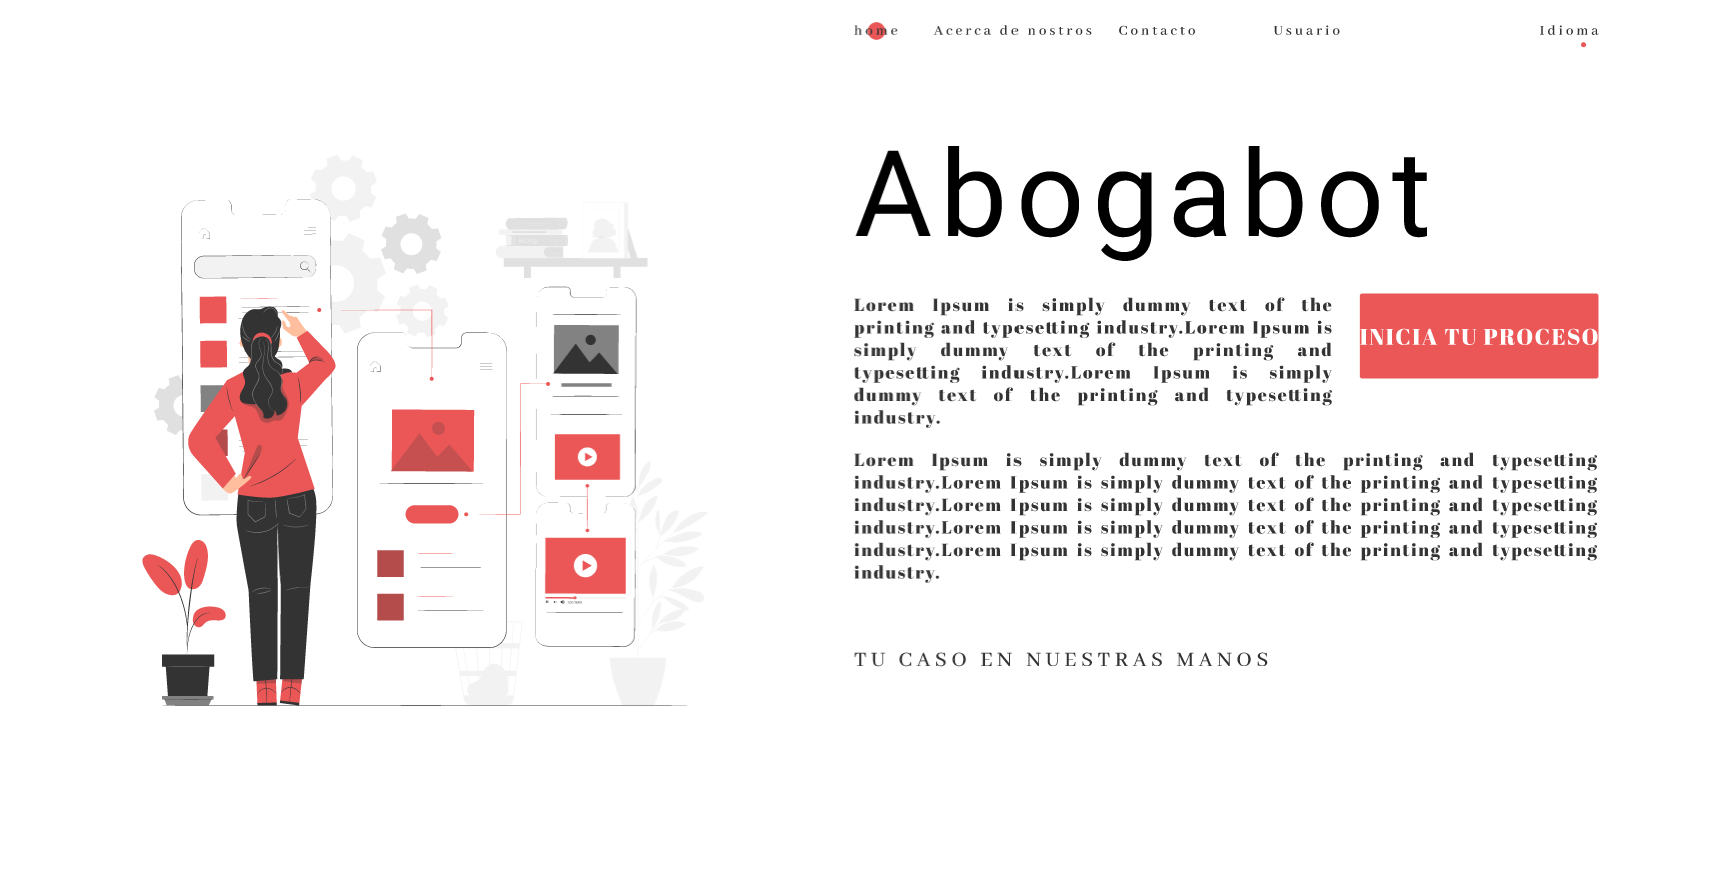 home Acerca de nostros Contacto Usuario Idioma
Abogabot
Lorem Ipsum is simply dummy text of the
printing and typesetting industry.Lorem Ipsum is
simply dummy text of the printing and
typesetting industry.Lorem Ipsum is simply
dummy text of the printing and typesetting
industry.
INICIA TU PROCESO
Lorem Ipsum is simply dummy text of the printing and typesetting
industry.Lorem Ipsum is simply dummy text of the printing and typesetting
industry.Lorem Ipsum is simply dummy text of the printing and typesetting
industry.Lorem Ipsum is simply dummy text of the printing and typesetting
industry.Lorem Ipsum is simply dummy text of the printing and typesetting
industry.
TU CASO EN NUESTRAS MANOS